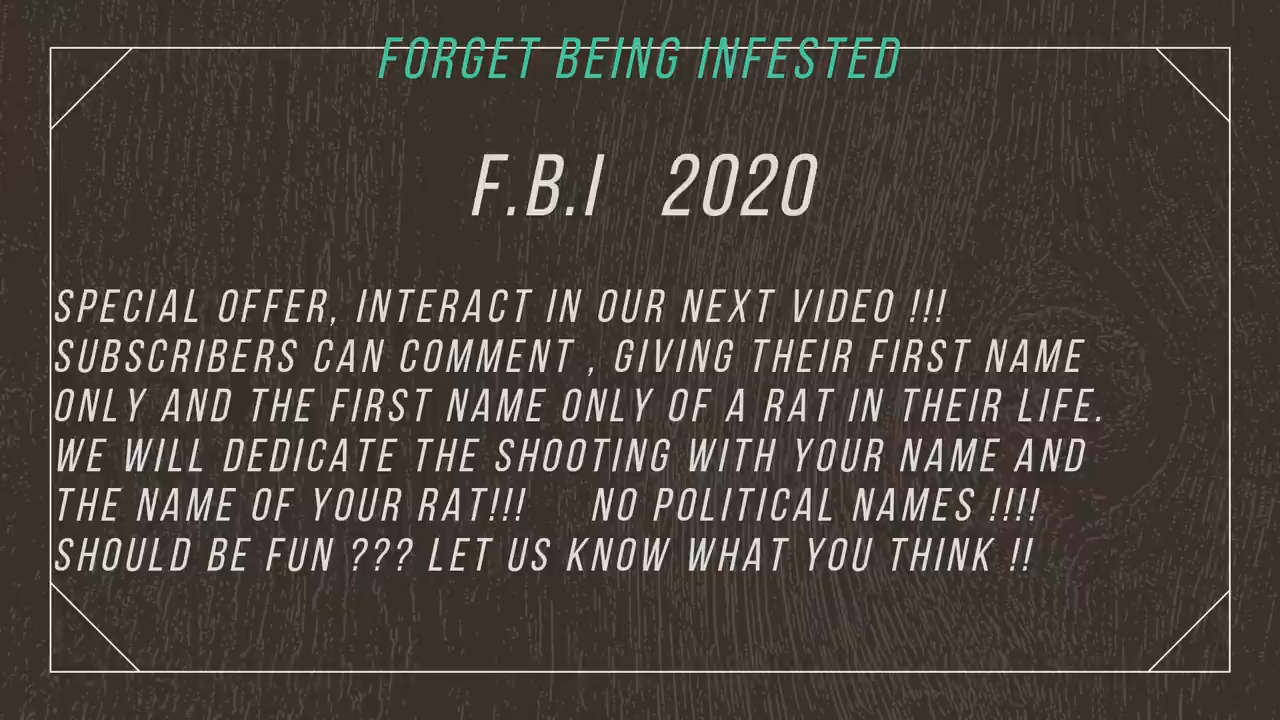 FORGET BEING INFESTED
F.B.I 2020
SPECIAL OFFER, INTERACT IN OUR NEXT VIDEO !!!
SUBSCRIBERS CAN COMMENT , GIVING THEIR FIRST NAME
ONLY AND THE FIRST NAME ONLY OF A RAT IN THEIR LIFE.
WE WILL DEDICATE THE SHOOTING WITH YOUR NAME AND
THE NAME OF YOUR RAT!!! NO POLITICAL NAMES !!!!
SHOULD BE FUN ??? LET US KNOW WHAT YOU THINK !!